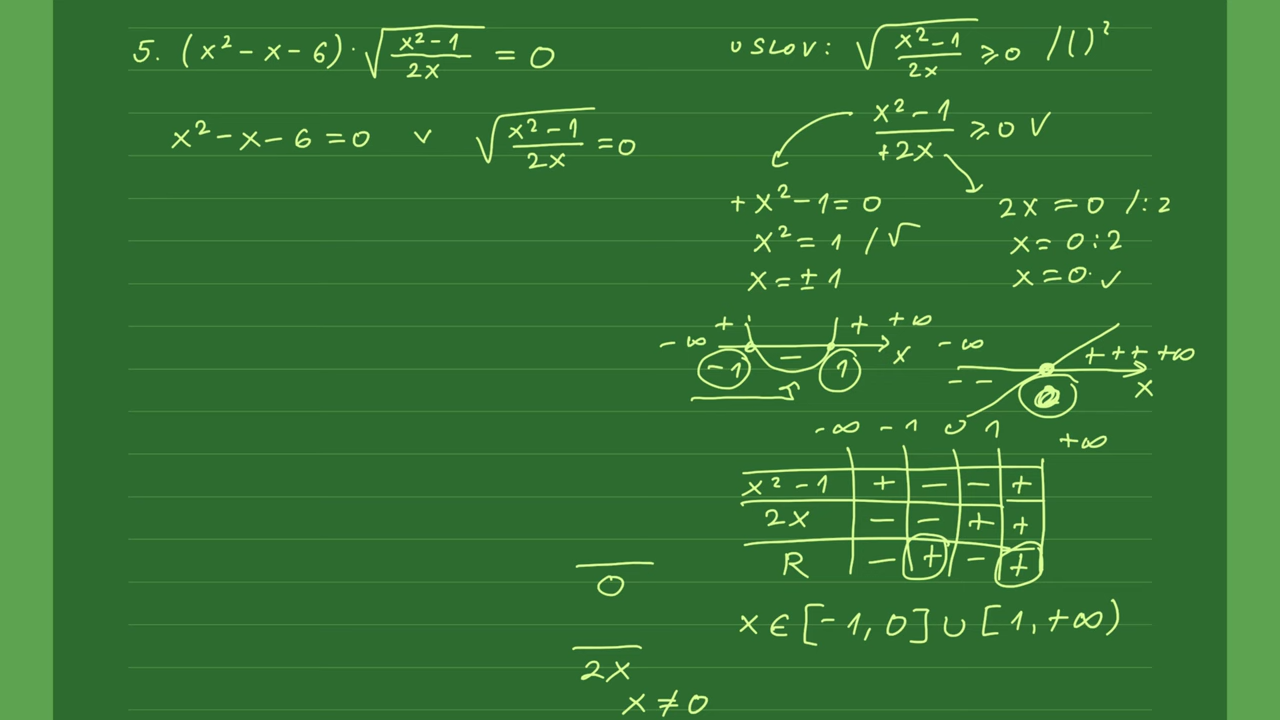 5. (x² - x - 6) · √((x² - 1)/(2x)) = 0
x² - x - 6 = 0 v √((x² - 1)/(2x)) = 0
USLOV: √((x² - 1)/(2x)) ≥ 0 /()²
(x² - 1)/(+2x) ≥ 0 V
+x² - 1 = 0
x² = 1 /√
x = ± 1
2x = 0 /:2
x = 0:2
x = 0. ✓
-∞ + - + +∞
-1 1 x
-∞ - - + + + +∞
0 x
-∞ -1 0 1 +∞
x² - 1 + - - +
2x - - + +
R - + - +
x ∈ [-1, 0] ∪ [1, +∞)
0
2x
x ≠ 0